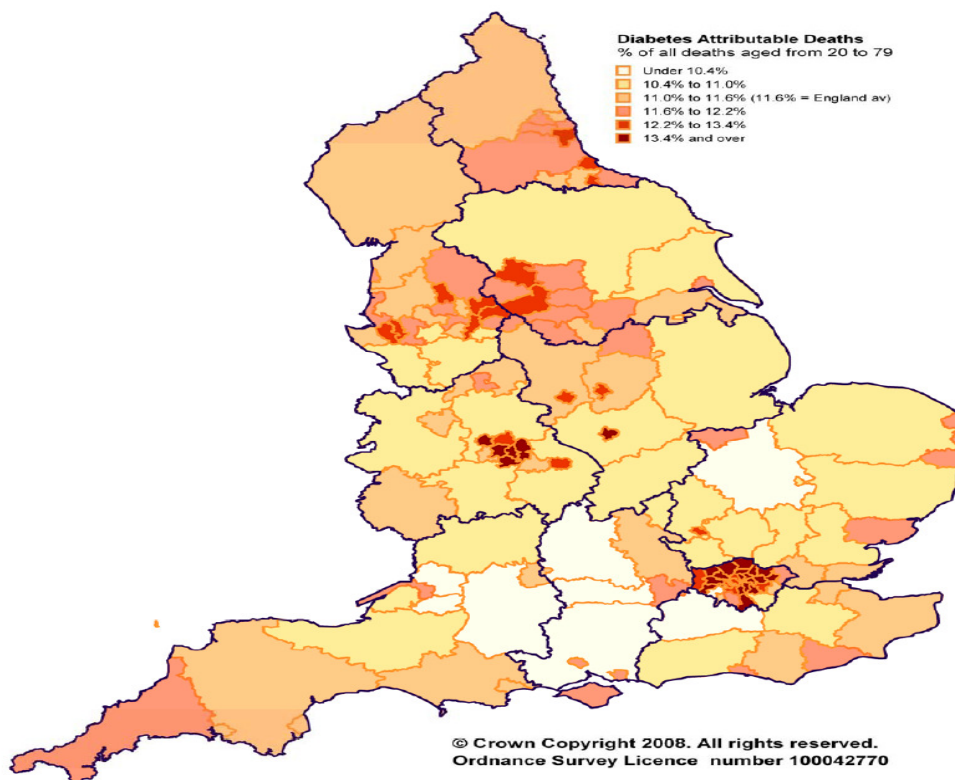 Diabetes Attributable Deaths
% of all deaths aged from 20 to 79
Under 10.4%
10.4% to 11.0%
11.0% to 11.6% (11.6% = England av)
11.6% to 12.2%
12.2% to 13.4%
13.4% and over
© Crown Copyright 2008. All rights reserved.
Ordnance Survey Licence number 100042770